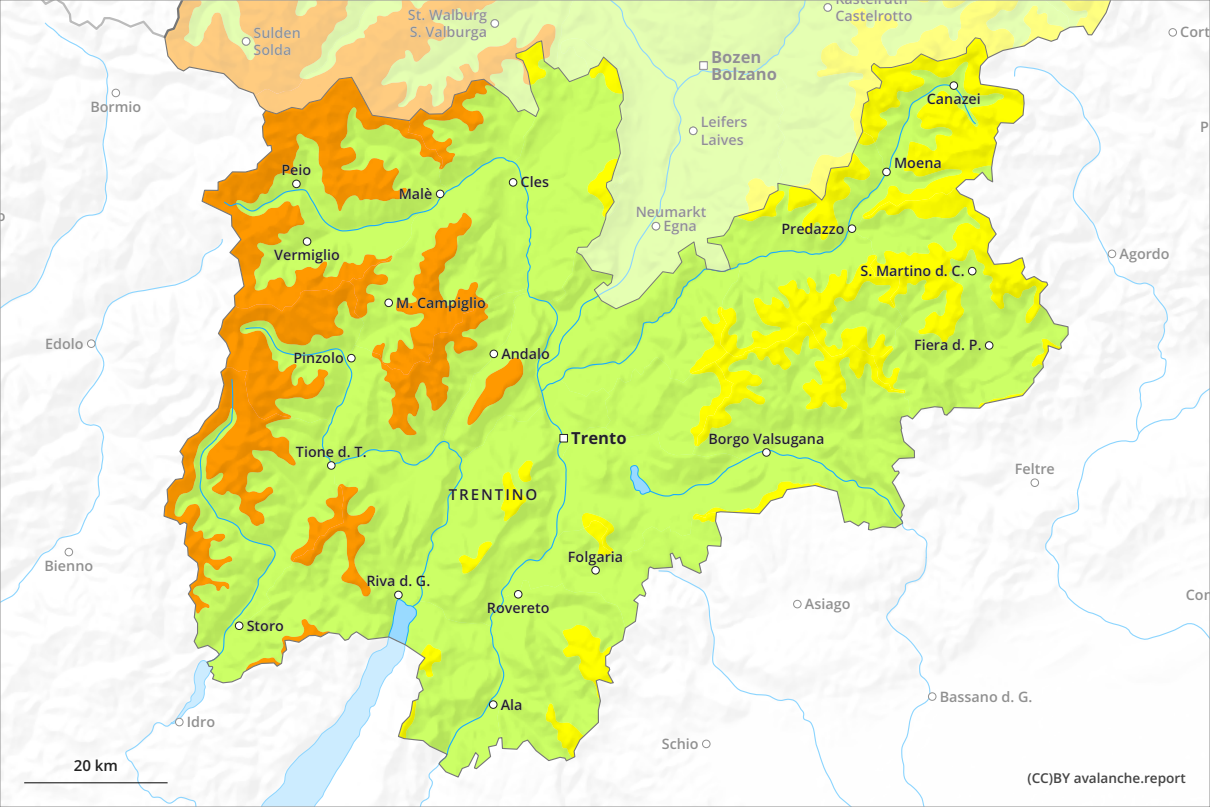 St. Walburg
S. Valburga
Kastelruth
Castelrotto
Sulden
Solda
Cort
Bozen
Bolzano
Bormio
Canazei
Leifers
Laives
P
Moena
Peio
Cles
Malè
Neumarkt
Egna
Predazzo
Vermiglio
Agordo
S. Martino d. C.
M. Campiglio
Edolo
Pinzolo
Andalo
Fiera d. P.
Trento
Borgo Valsugana
Tione d. T.
Feltre
TRENTINO
Bienno
Folgaria
Riva d. G.
Cor
Rovereto
Asiago
Storo
Idro
Ala
Bassano d. G.
Schio
20 km
(CC)BY avalanche.report